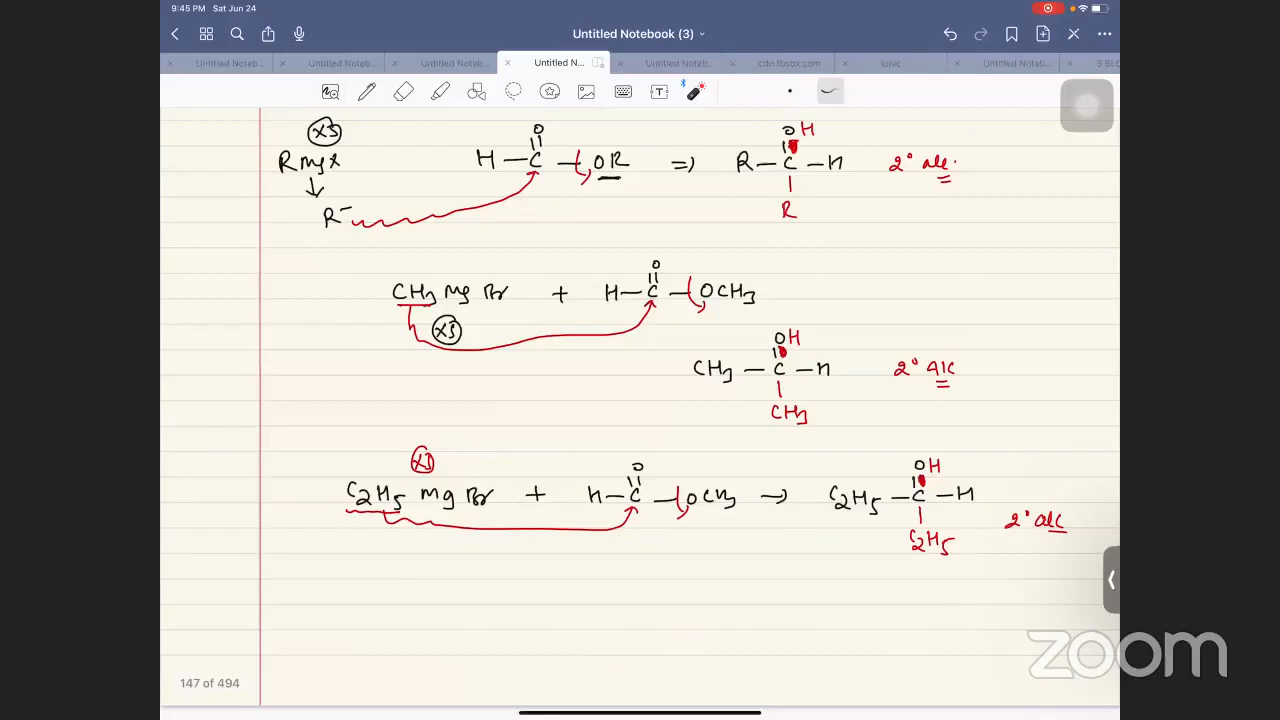 9:45 PM Sat Jun 24
Untitled Notebook (3)
Untitled Noteb... Untitled Noteb... Untitled Noteb... Untitled N... Untitled Noteb... cdn.fbsbx.com Ionic Untitled Noteb... S BLO
XS
O OH
RMgX H-C-OR ⇒ R-C-H 2° alc.
R⁻ R
O
CH3MgBr + H-C-OCH3
XS
OH
CH3-C-H 2° Alc
CH3
XS
O OH
C2H5MgBr + H-C-OCH3 → C2H5-C-H
2° alc
C2H5
zoom
147 of 494